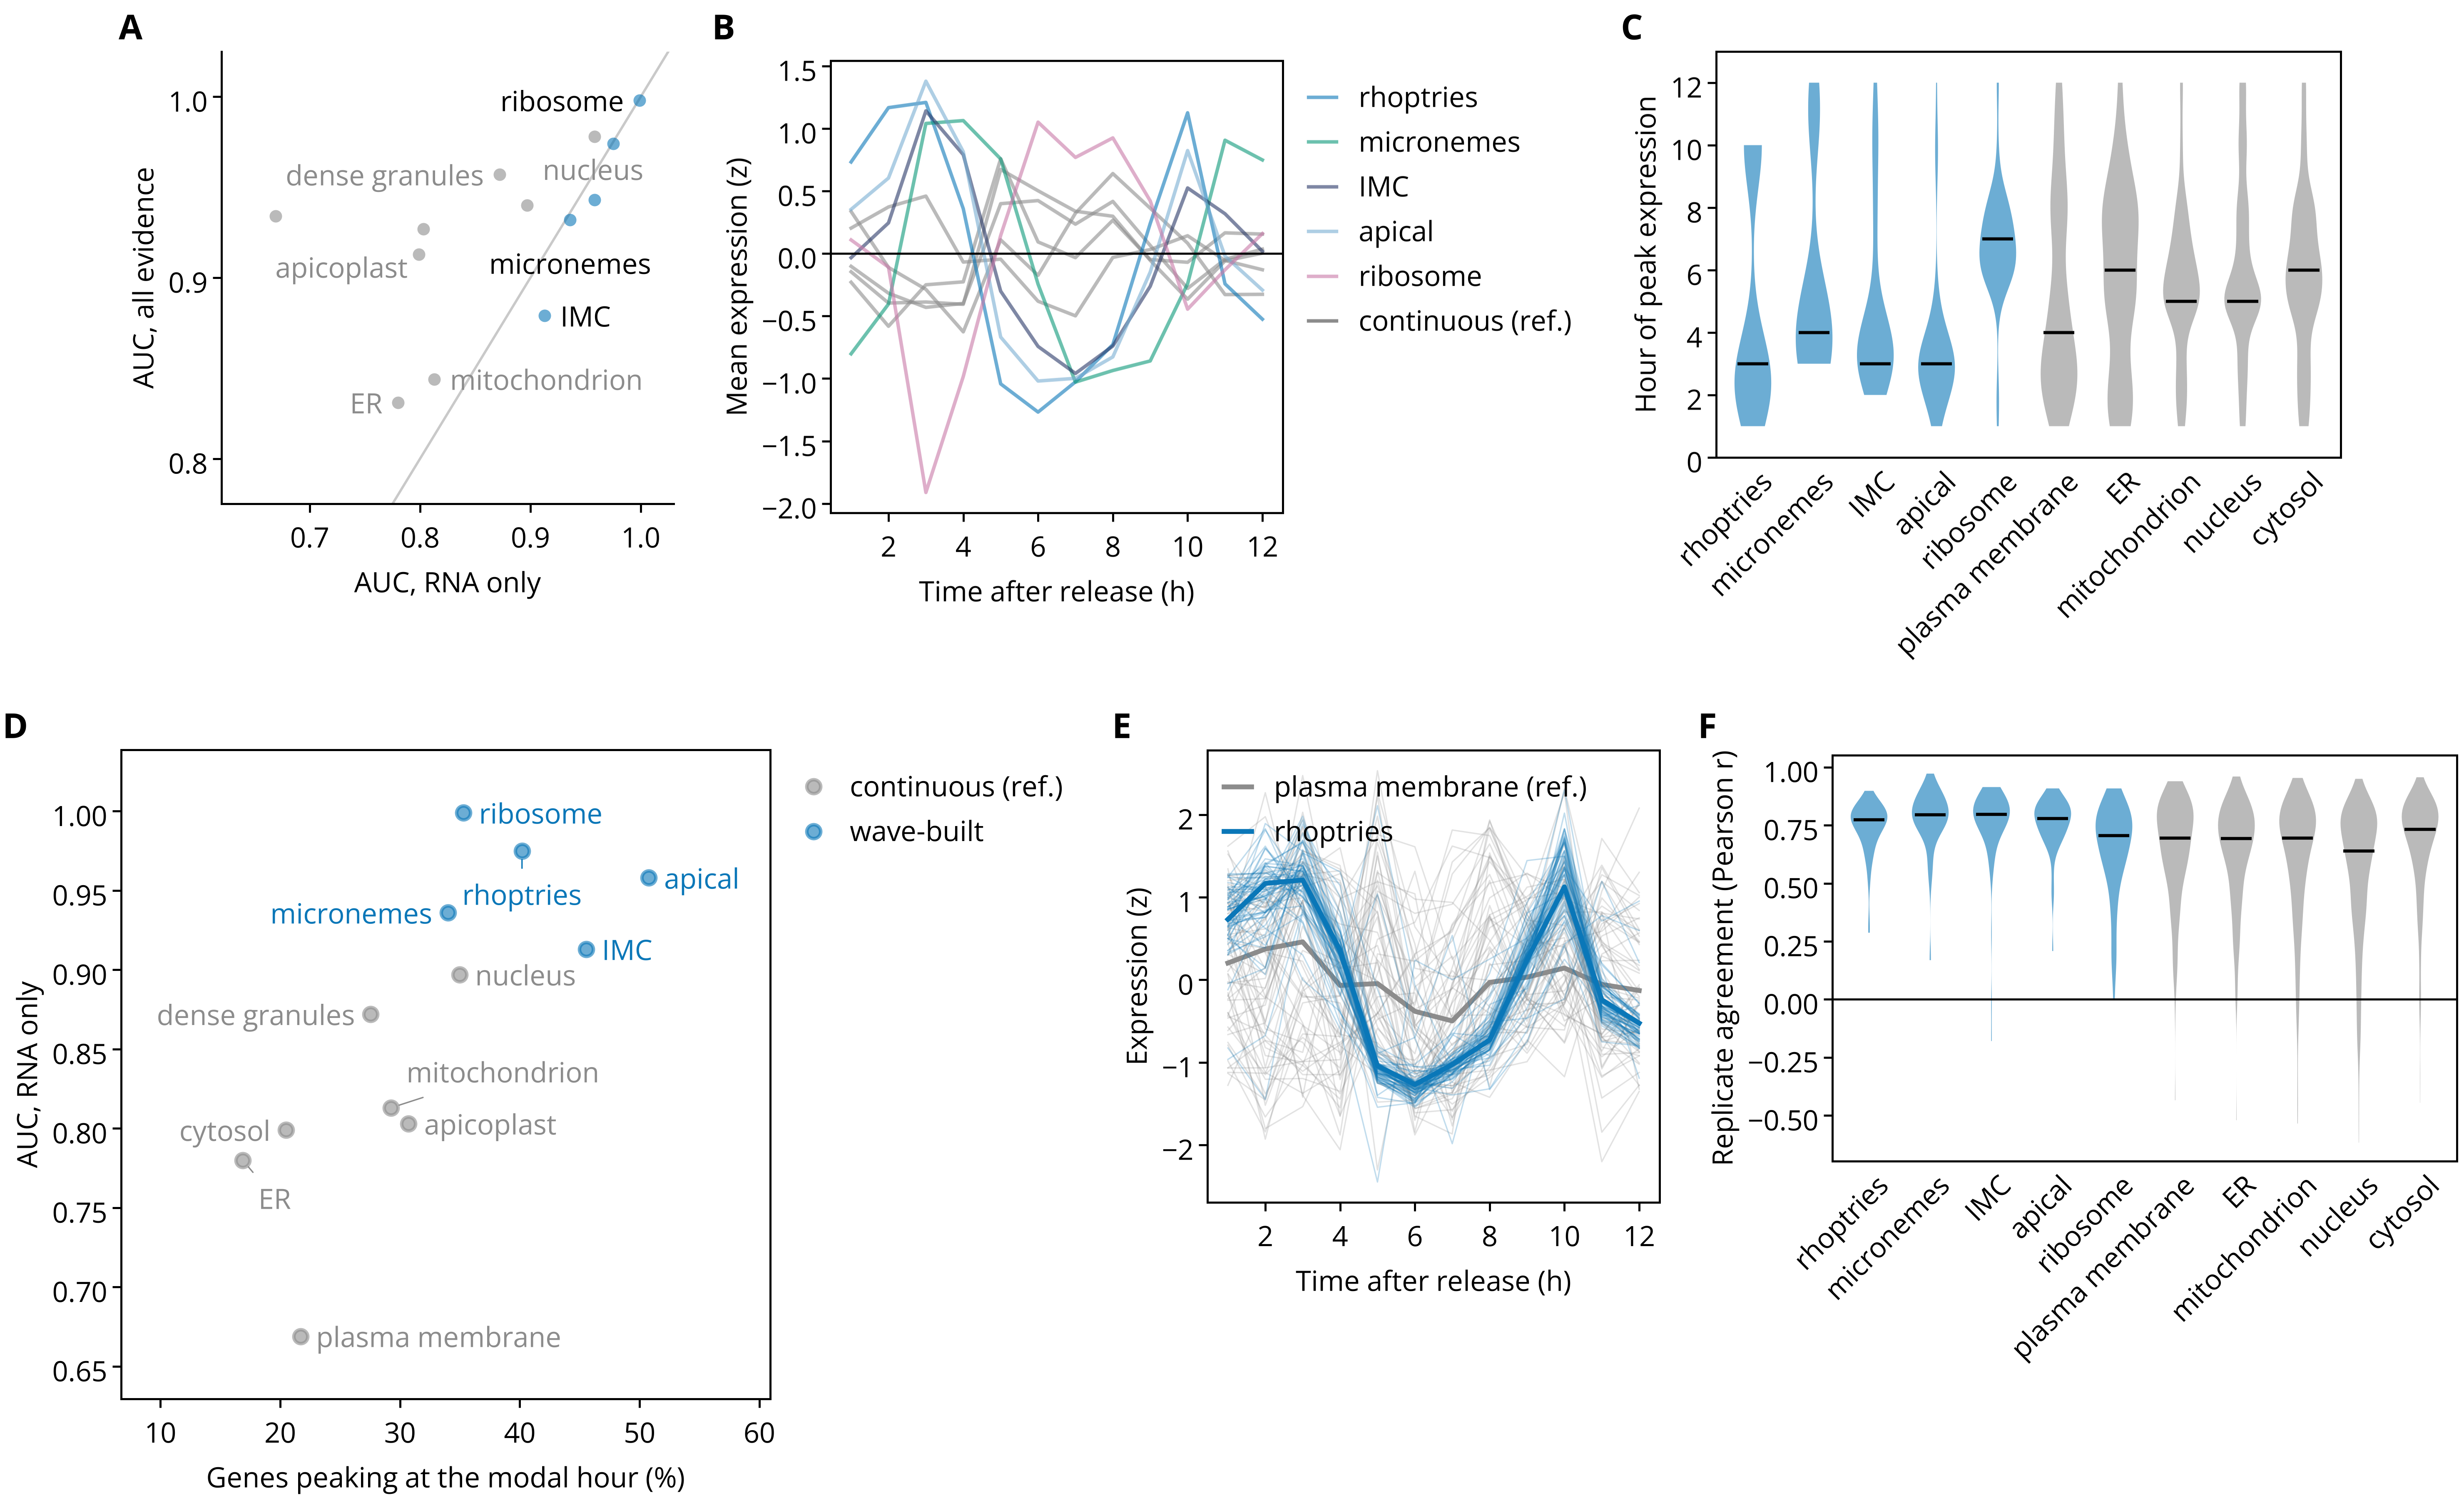 A
AUC, all evidence
1.0
0.9
0.8
ribosome
dense granules
nucleus
apicoplast
micronemes
IMC
mitochondrion
ER
0.7
0.8
0.9
1.0
AUC, RNA only
B
Mean expression (z)
1.5
1.0
0.5
0.0
−0.5
−1.0
−1.5
−2.0
2
4
6
8
10
12
Time after release (h)
rhoptries
micronemes
IMC
apical
ribosome
continuous (ref.)
C
Hour of peak expression
12
10
8
6
4
2
0
rhoptries
micronemes
IMC
apical
ribosome
plasma membrane
ER
mitochondrion
nucleus
cytosol
D
AUC, RNA only
1.00
0.95
0.90
0.85
0.80
0.75
0.70
0.65
ribosome
rhoptries
apical
micronemes
IMC
nucleus
dense granules
mitochondrion
apicoplast
cytosol
ER
plasma membrane
10
20
30
40
50
60
Genes peaking at the modal hour (%)
continuous (ref.)
wave-built
E
Expression (z)
2
1
0
−1
−2
plasma membrane (ref.)
rhoptries
2
4
6
8
10
12
Time after release (h)
F
Replicate agreement (Pearson r)
1.00
0.75
0.50
0.25
0.00
−0.25
−0.50
rhoptries
micronemes
IMC
apical
ribosome
plasma membrane
ER
mitochondrion
nucleus
cytosol